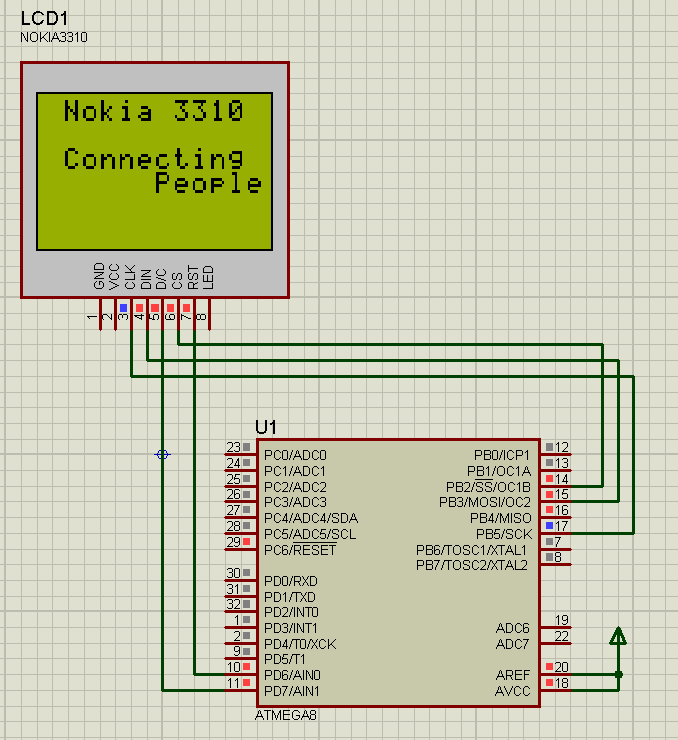 LCD1
NOKIA3310
Nokia 3310
Connecting
People
GND
VCC
CLK
DIN
D/C
CS
RST
LED
1
2
3
4
5
6
7
8
U1
23 PC0/ADC0
24 PC1/ADC1
25 PC2/ADC2
26 PC3/ADC3
27 PC4/ADC4/SDA
28 PC5/ADC5/SCL
29 PC6/RESET
30 PD0/RXD
31 PD1/TXD
32 PD2/INT0
1 PD3/INT1
2 PD4/T0/XCK
9 PD5/T1
10 PD6/AIN0
11 PD7/AIN1
PB0/ICP1 12
PB1/OC1A 13
PB2/SS/OC1B 14
PB3/MOSI/OC2 15
PB4/MISO 16
PB5/SCK 17
PB6/TOSC1/XTAL1 7
PB7/TOSC2/XTAL2 8
ADC6 19
ADC7 22
AREF 20
AVCC 18
ATMEGA8